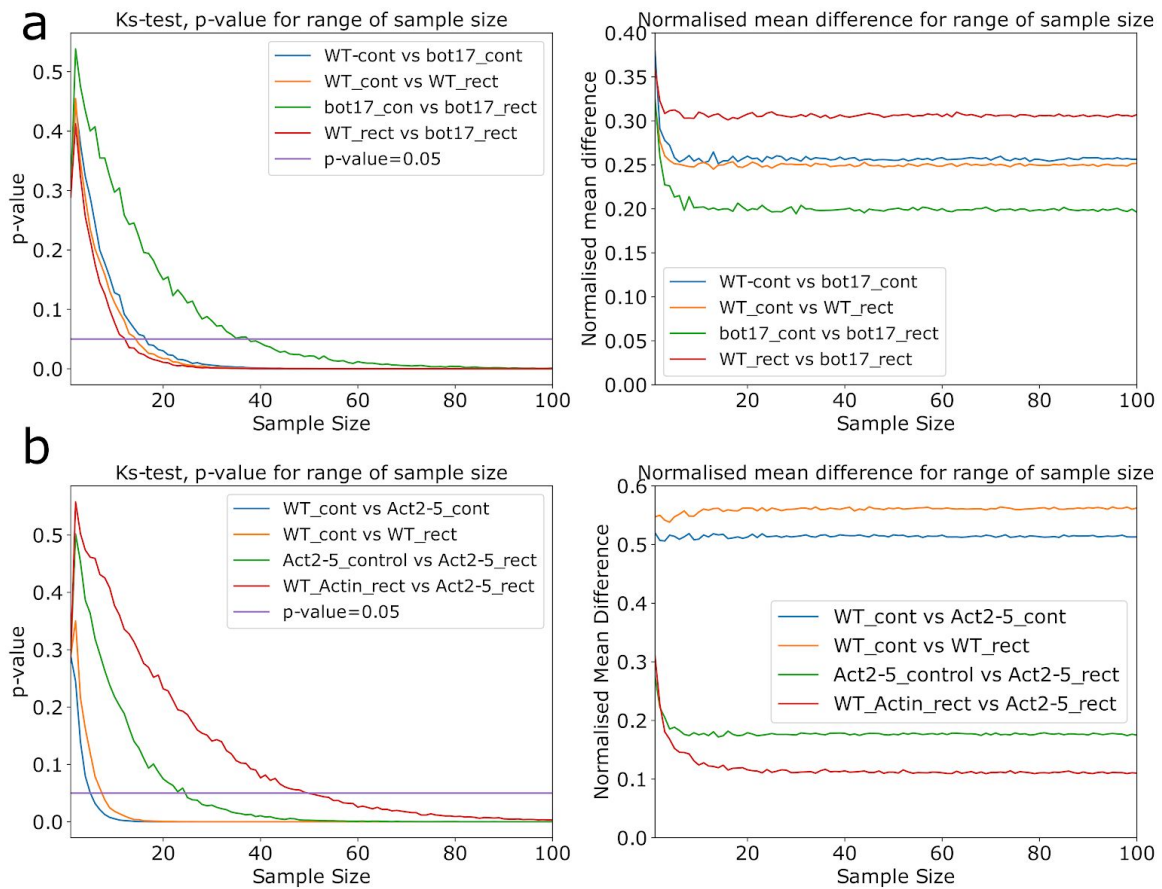 a
Ks-test, p-value for range of sample size
p-value
0.5
0.4
0.3
0.2
0.1
0.0
WT-cont vs bot17_cont
WT_cont vs WT_rect
bot17_con vs bot17_rect
WT_rect vs bot17_rect
p-value=0.05
20
40
60
80
100
Sample Size
Normalised mean difference for range of sample size
Normalised mean difference
0.40
0.35
0.30
0.25
0.20
0.15
0.10
0.05
0.00
WT-cont vs bot17_cont
WT_cont vs WT_rect
bot17_cont vs bot17_rect
WT_rect vs bot17_rect
20
40
60
80
100
Sample Size
b
Ks-test, p-value for range of sample size
p-value
0.5
0.4
0.3
0.2
0.1
0.0
WT_cont vs Act2-5_cont
WT_cont vs WT_rect
Act2-5_control vs Act2-5_rect
WT_Actin_rect vs Act2-5_rect
p-value=0.05
20
40
60
80
100
Sample Size
Normalised mean difference for range of sample size
Normalised Mean Difference
0.6
0.5
0.4
0.3
0.2
0.1
0.0
WT_cont vs Act2-5_cont
WT_cont vs WT_rect
Act2-5_control vs Act2-5_rect
WT_Actin_rect vs Act2-5_rect
20
40
60
80
100
Sample Size